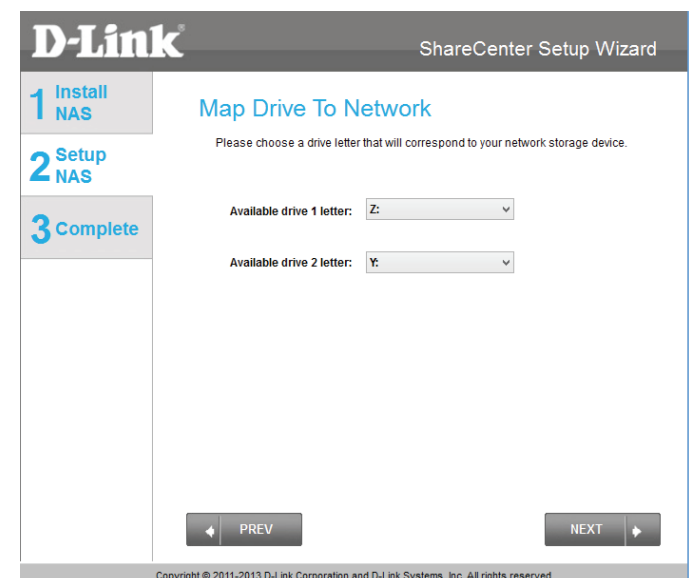 D-Link
ShareCenter Setup Wizard
1 Install
NAS
2 Setup
NAS
3 Complete
Map Drive To Network
Please choose a drive letter that will correspond to your network storage device.
Available drive 1 letter: Z:
Available drive 2 letter: Y:
PREV
NEXT
Copyright © 2011-2013 D-Link Corporation and D-Link Systems, Inc. All rights reserved